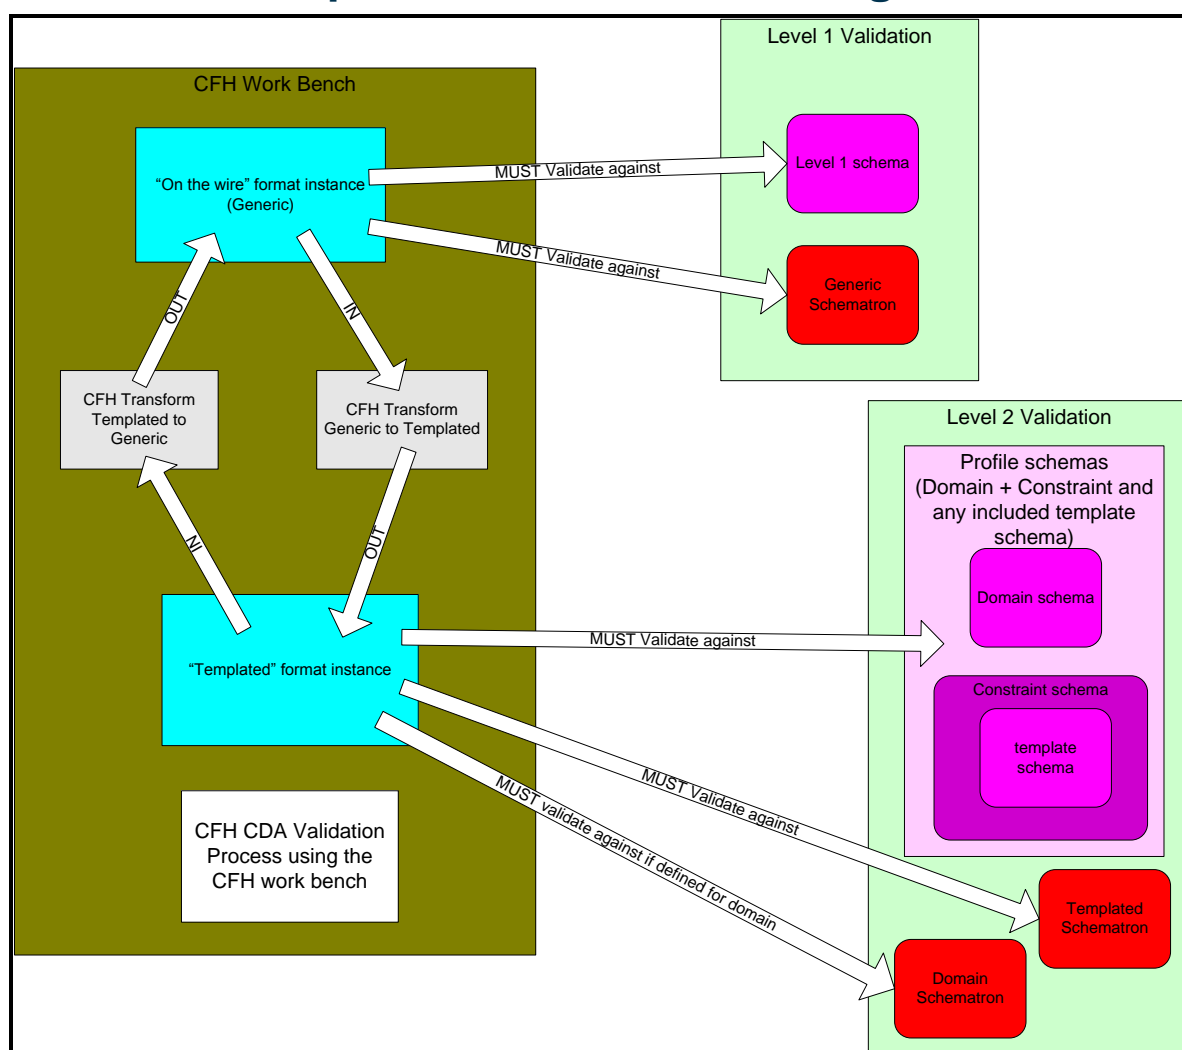 Level 1 Validation
CFH Work Bench
Level 1 schema
MUST Validate against
"On the wire" format instance
(Generic)
MUST Validate against
Generic
Schematron
OUT
IN
CFH Transform
Templated to
Generic
CFH Transform
Generic to Templated
Level 2 Validation
Profile schemas
(Domain + Constraint and
any included template
schema)
IN
OUT
Domain schema
MUST Validate against
"Templated" format instance
Constraint schema
template
schema
MUST Validate against
MUST validate against if defined for domain
CFH CDA Validation
Process using the
CFH work bench
Templated
Schematron
Domain
Schematron